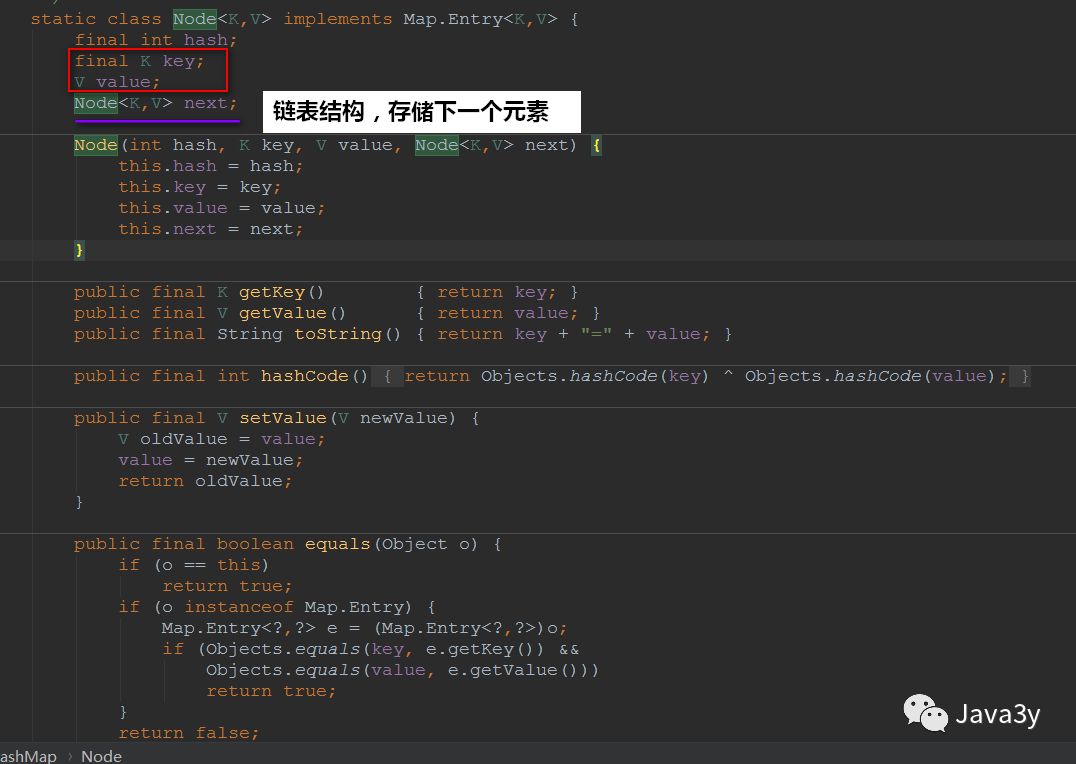 static class Node<K,V> implements Map.Entry<K,V> {
final int hash;
final K key;
V value;
Node<K,V> next;
链表结构，存储下一个元素
Node(int hash, K key, V value, Node<K,V> next) {
this.hash = hash;
this.key = key;
this.value = value;
this.next = next;
}
public final K getKey() { return key; }
public final V getValue() { return value; }
public final String toString() { return key + "=" + value; }
public final int hashCode() { return Objects.hashCode(key) ^ Objects.hashCode(value); }
public final V setValue(V newValue) {
V oldValue = value;
value = newValue;
return oldValue;
}
public final boolean equals(Object o) {
if (o == this)
return true;
if (o instanceof Map.Entry) {
Map.Entry<?,?> e = (Map.Entry<?,?>)o;
if (Objects.equals(key, e.getKey()) &&
Objects.equals(value, e.getValue()))
return true;
}
return false;
Java3y
ashMap › Node